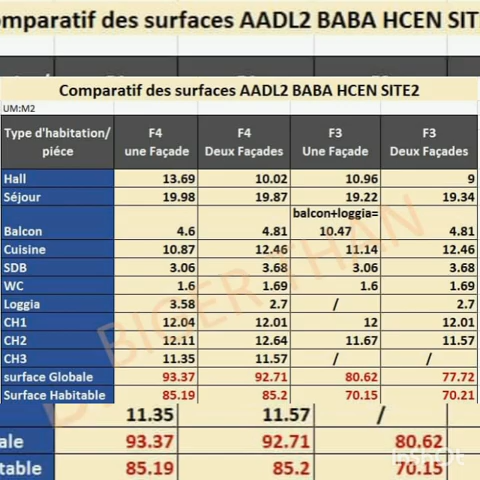 omparatif des surfaces AADL2 BABA HCEN SIT
Comparatif des surfaces AADL2 BABA HCEN SITE2
UM:M2
Type d'habitation/ piéce F4 une Façade F4 Deux Façades F3 Une Façade F3 Deux Façades
Hall 13.69 10.02 10.96 9
Séjour 19.98 19.87 19.22 19.34
Balcon 4.6 4.81 balcon+loggia= 10.47 4.81
Cuisine 10.87 12.46 11.14 12.46
SDB 3.06 3.68 3.06 3.68
WC 1.6 1.69 1.6 1.69
Loggia 3.58 2.7 / 2.7
CH1 12.04 12.01 12 12.01
CH2 12.11 12.64 11.67 11.57
CH3 11.35 11.57 / /
surface Globale 93.37 92.71 80.62 77.72
Surface Habitable 85.19 85.2 70.15 70.21
11.35 11.57 /
ale 93.37 92.71 80.62
table 85.19 85.2 70.15
BIGER THAN
InShOt